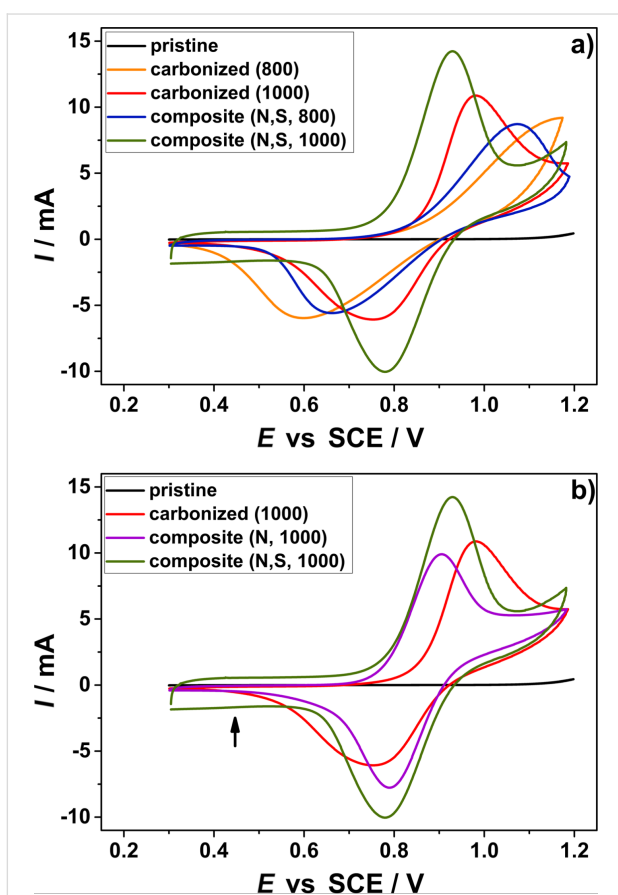 a)
pristine
carbonized (800)
carbonized (1000)
composite (N,S, 800)
composite (N,S, 1000)
15
10
5
0
-5
-10
I / mA
0.2 0.4 0.6 0.8 1.0 1.2
E vs SCE / V
b)
pristine
carbonized (1000)
composite (N, 1000)
composite (N,S, 1000)
15
10
5
0
-5
-10
I / mA
0.2 0.4 0.6 0.8 1.0 1.2
E vs SCE / V